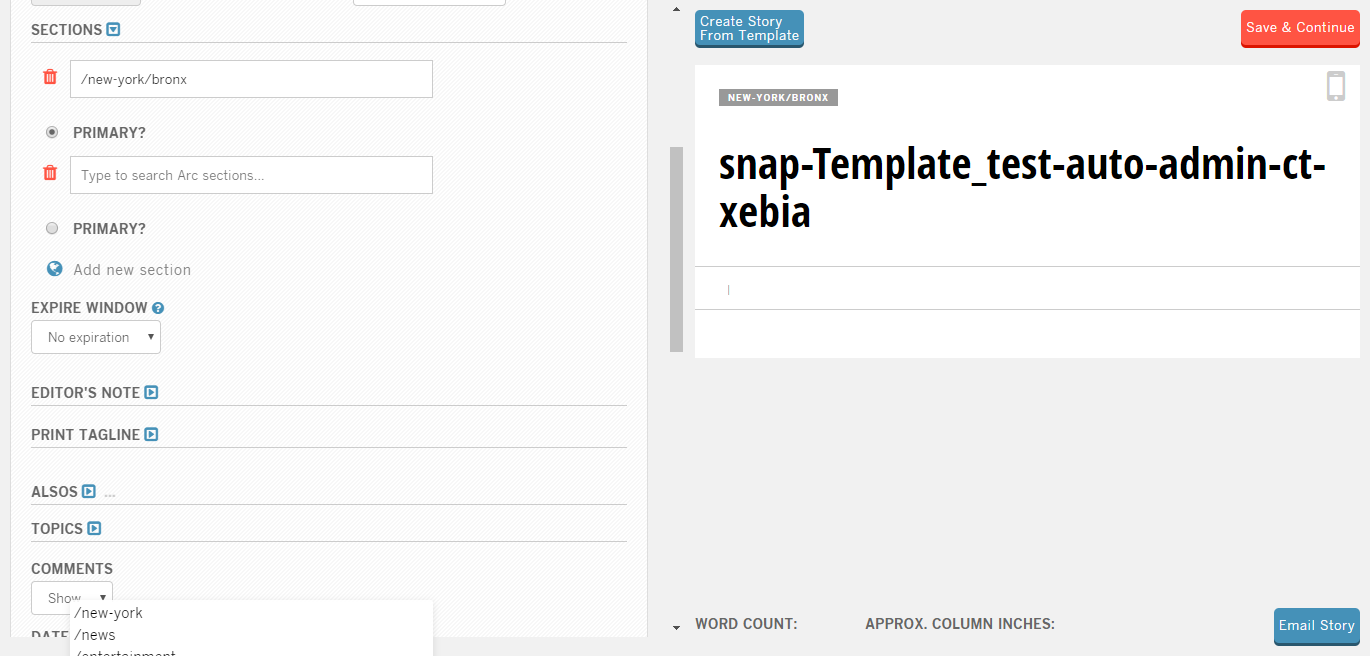 SECTIONS
/new-york/bronx
PRIMARY?
Type to search Arc sections...
PRIMARY?
Add new section
EXPIRE WINDOW ?
No expiration
EDITOR'S NOTE
PRINT TAGLINE
ALSOS ...
TOPICS
COMMENTS
Show
DATE
/new-york
/news
/entertainment
Create Story
From Template
Save & Continue
NEW-YORK/BRONX
snap-Template_test-auto-admin-ct-
xebia
WORD COUNT:
APPROX. COLUMN INCHES:
Email Story